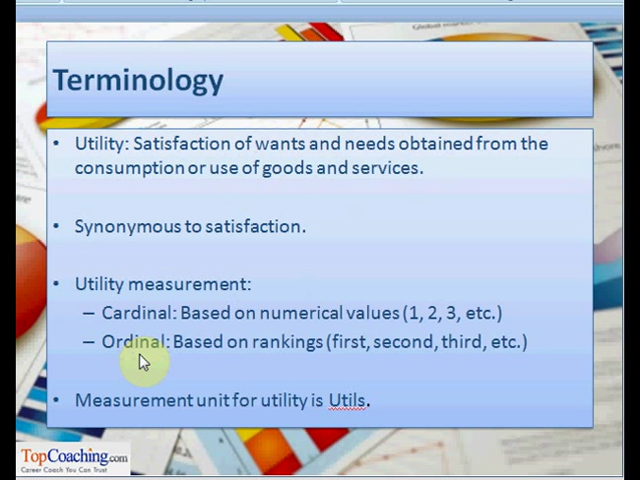 Terminology
• Utility: Satisfaction of wants and needs obtained from the
consumption or use of goods and services.
• Synonymous to satisfaction.
• Utility measurement:
– Cardinal: Based on numerical values (1, 2, 3, etc.)
– Ordinal: Based on rankings (first, second, third, etc.)
• Measurement unit for utility is Utils.
TopCoaching.com
Career Coach You Can Trust